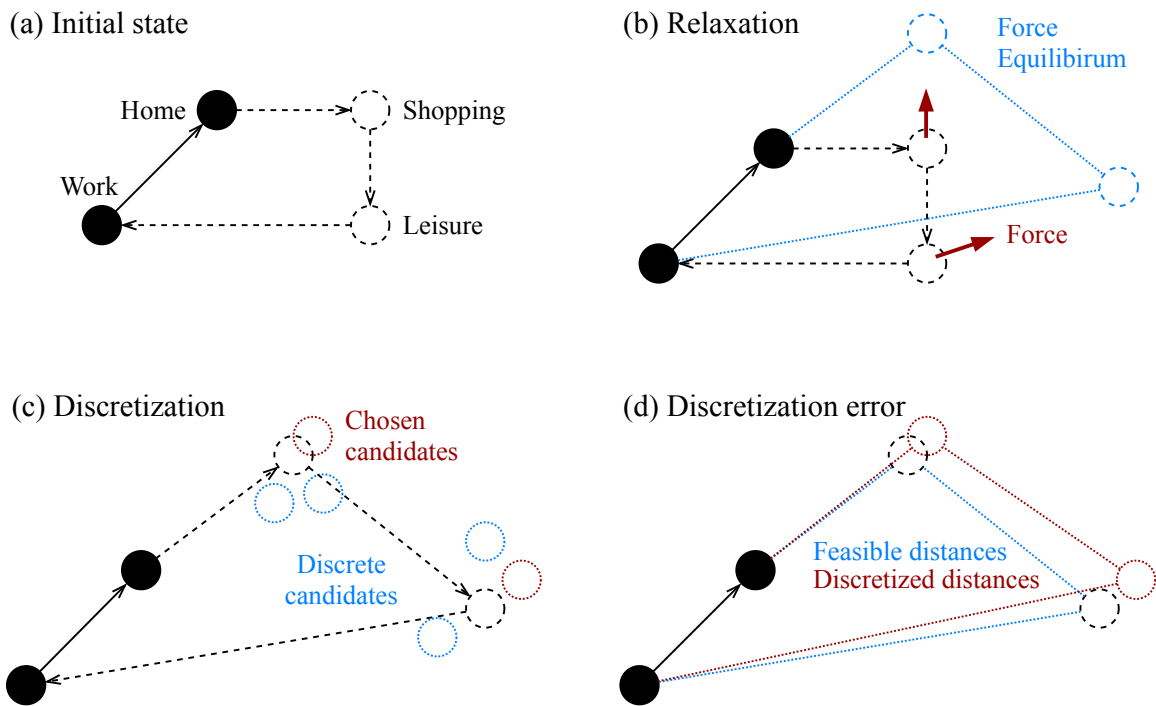 (a) Initial state
Home
Shopping
Work
Leisure
(b) Relaxation
Force
Equilibirum
Force
(c) Discretization
Chosen
candidates
Discrete
candidates
(d) Discretization error
Feasible distances
Discretized distances